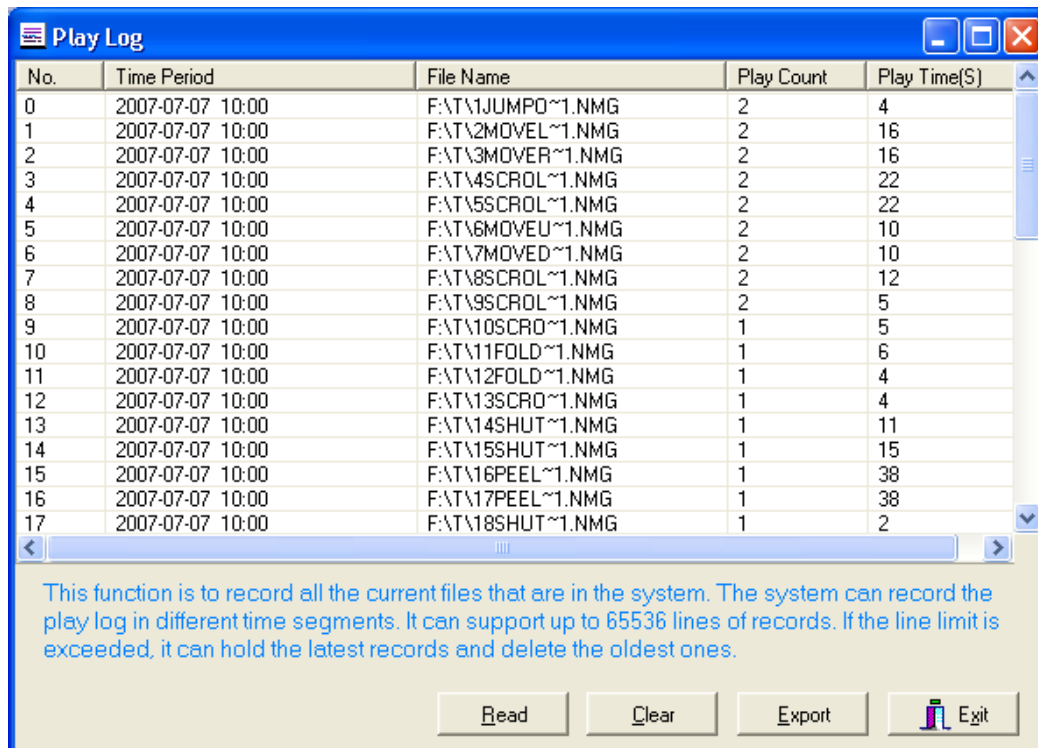 Play Log
No. Time Period File Name Play Count Play Time(S)
0 2007-07-07 10:00 F:\T\1JUMPO~1.NMG 2 4
1 2007-07-07 10:00 F:\T\2MOVEL~1.NMG 2 16
2 2007-07-07 10:00 F:\T\3MOVER~1.NMG 2 16
3 2007-07-07 10:00 F:\T\4SCROL~1.NMG 2 22
4 2007-07-07 10:00 F:\T\5SCROL~1.NMG 2 22
5 2007-07-07 10:00 F:\T\6MOVEU~1.NMG 2 10
6 2007-07-07 10:00 F:\T\7MOVED~1.NMG 2 10
7 2007-07-07 10:00 F:\T\8SCROL~1.NMG 2 12
8 2007-07-07 10:00 F:\T\9SCROL~1.NMG 2 5
9 2007-07-07 10:00 F:\T\10SCRO~1.NMG 1 5
10 2007-07-07 10:00 F:\T\11FOLD~1.NMG 1 6
11 2007-07-07 10:00 F:\T\12FOLD~1.NMG 1 4
12 2007-07-07 10:00 F:\T\13SCRO~1.NMG 1 4
13 2007-07-07 10:00 F:\T\14SHUT~1.NMG 1 11
14 2007-07-07 10:00 F:\T\15SHUT~1.NMG 1 15
15 2007-07-07 10:00 F:\T\16PEEL~1.NMG 1 38
16 2007-07-07 10:00 F:\T\17PEEL~1.NMG 1 38
17 2007-07-07 10:00 F:\T\18SHUT~1.NMG 1 2
This function is to record all the current files that are in the system. The system can record the
play log in different time segments. It can support up to 65536 lines of records. If the line limit is
exceeded, it can hold the latest records and delete the oldest ones.
Read Clear Export Exit